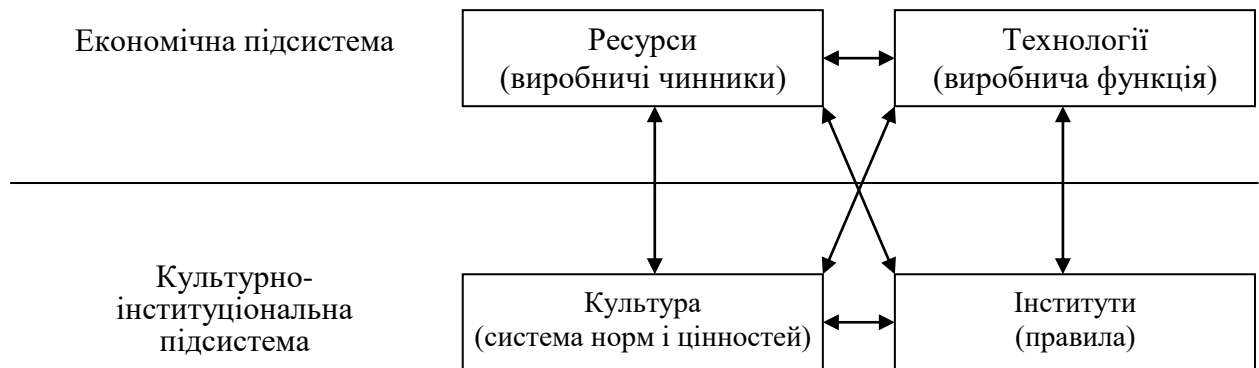 Економічна підсистема
Ресурси
(виробничі чинники)
Технології
(виробнича функція)
Культурно-
інституціональна
підсистема
Культура
(система норм і цінностей)
Інститути
(правила)